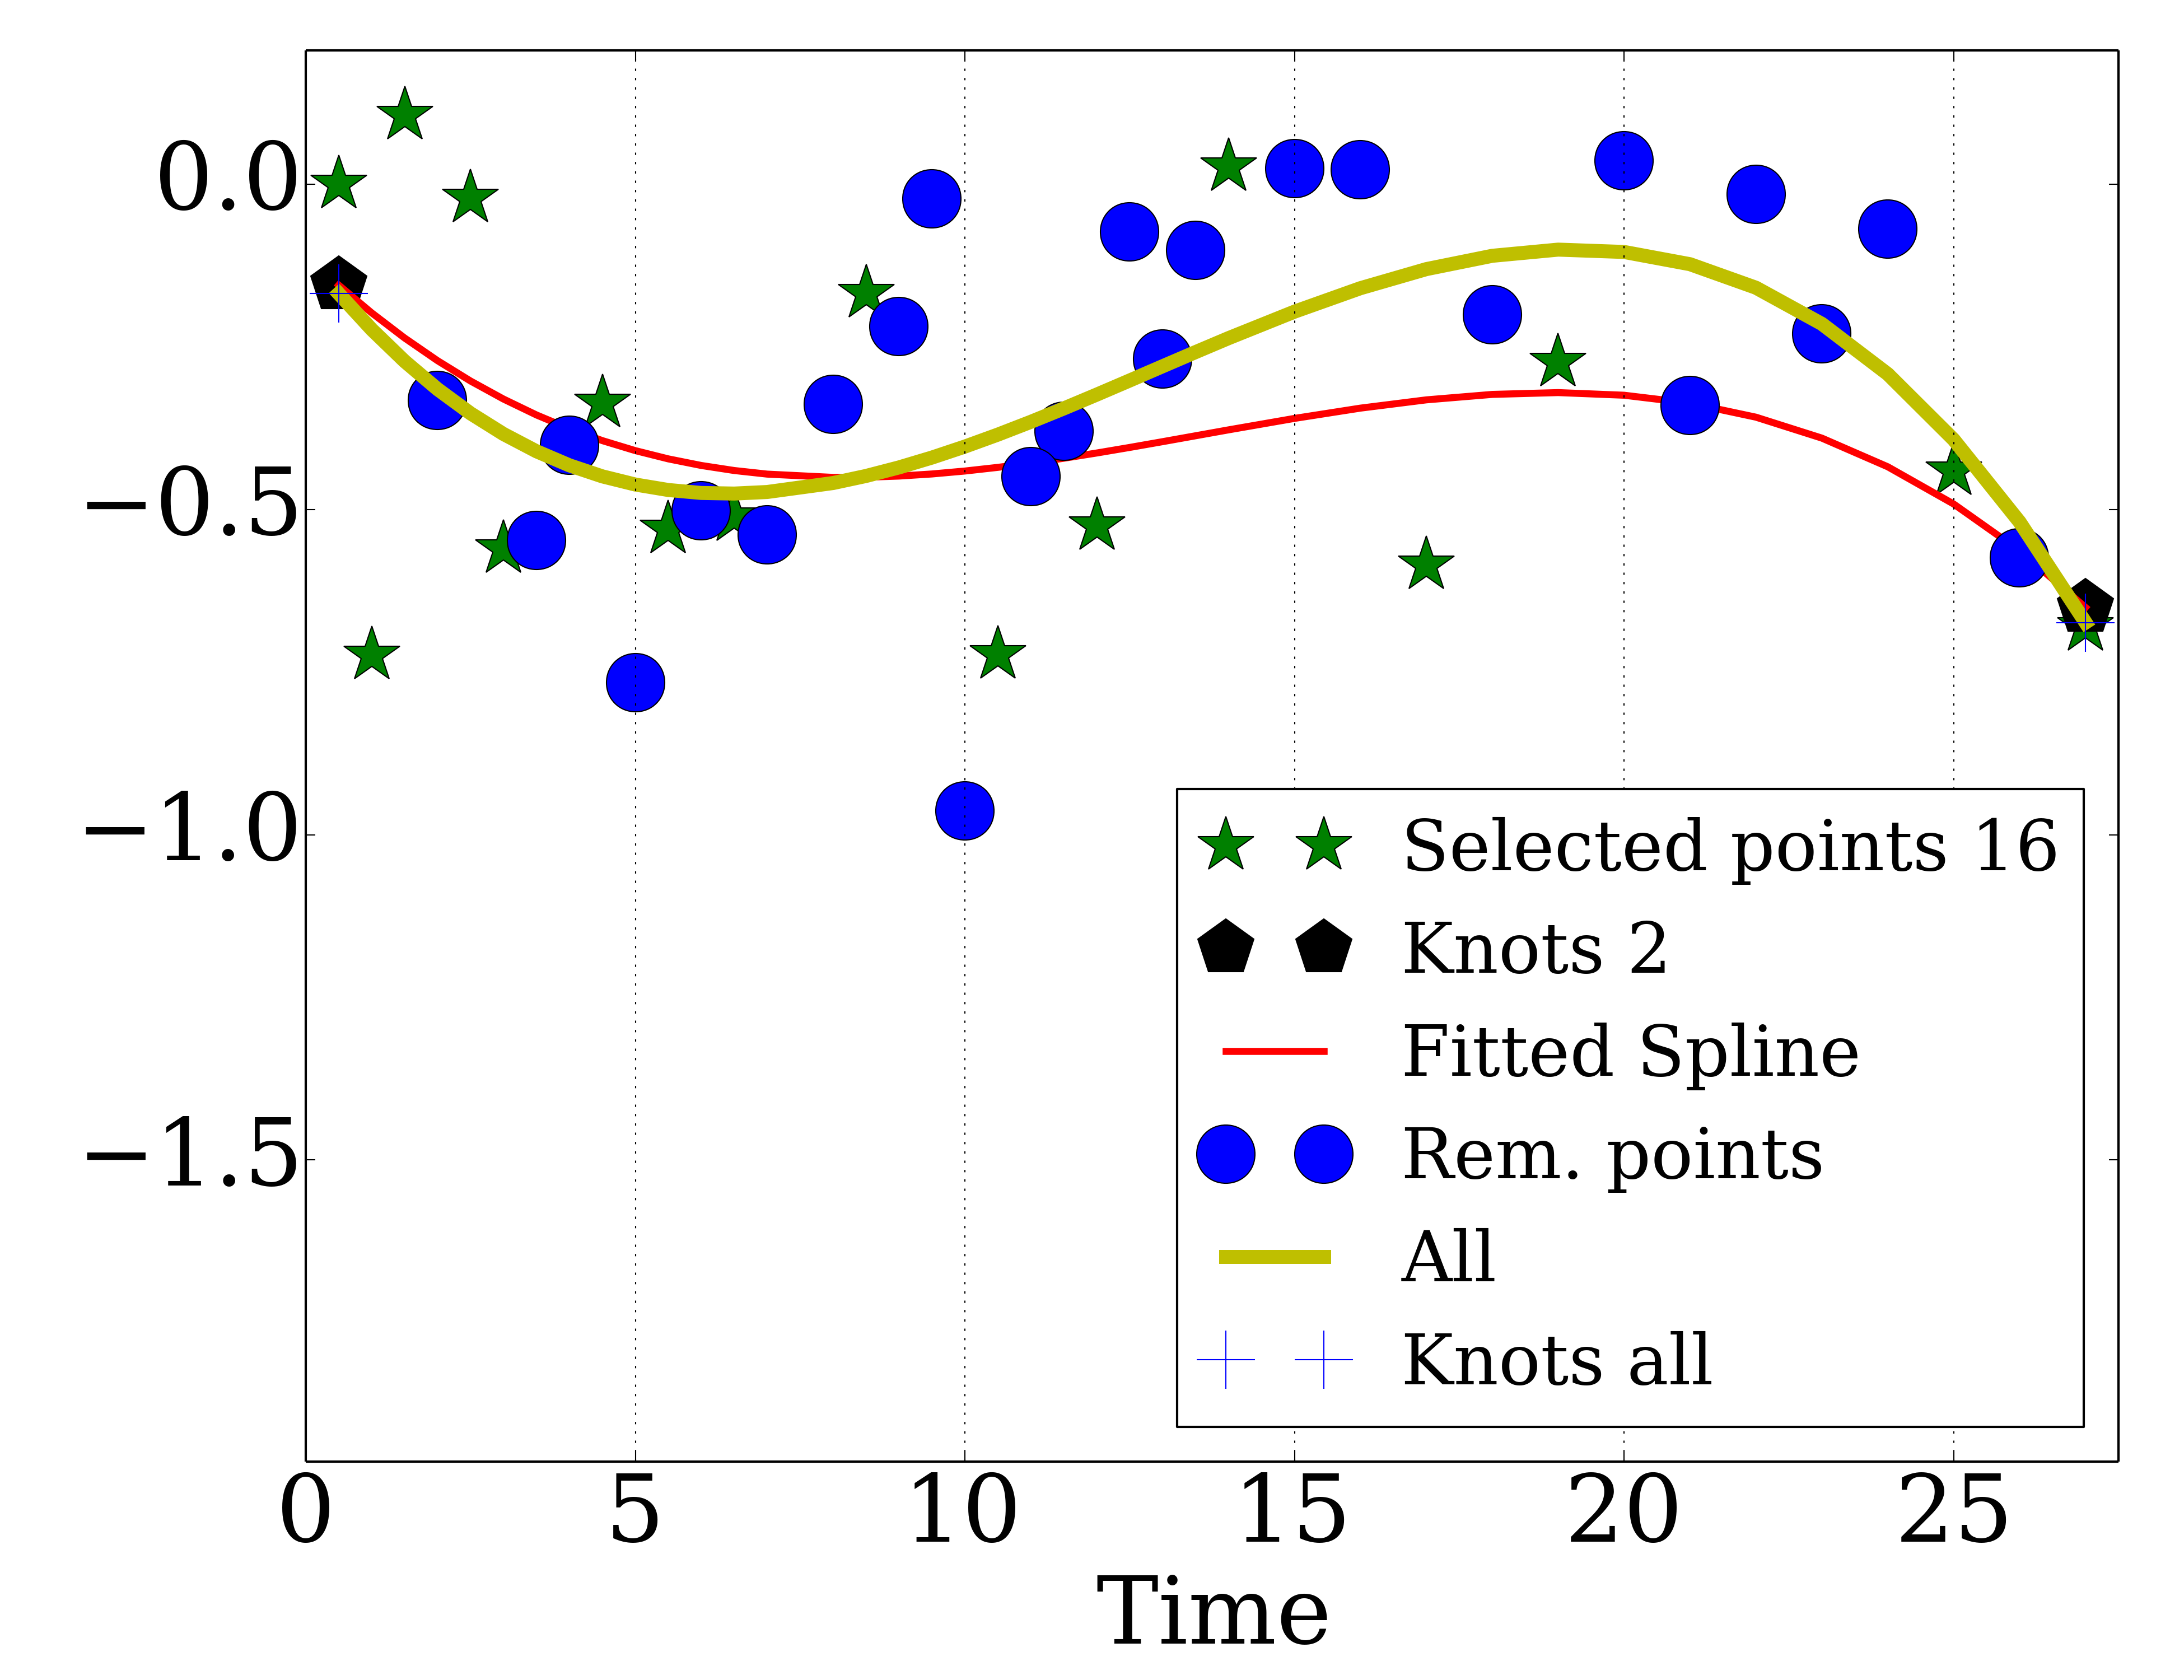 0.0
−0.5
−1.0
−1.5
Selected points 16
Knots 2
Fitted Spline
Rem. points
All
Knots all
0 5 10 15 20 25
Time